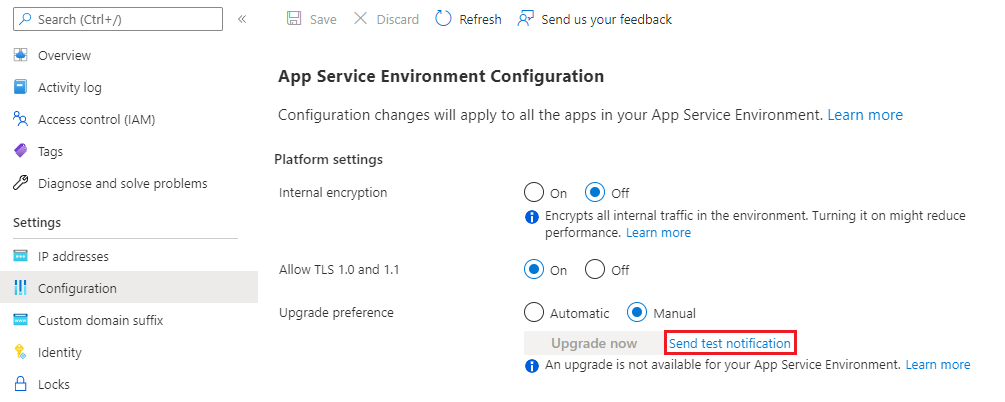 Search (Ctrl+/)
«
Save
Discard
Refresh
Send us your feedback
Overview
Activity log
Access control (IAM)
Tags
Diagnose and solve problems
Settings
IP addresses
Configuration
Custom domain suffix
Identity
Locks
App Service Environment Configuration
Configuration changes will apply to all the apps in your App Service Environment. Learn more
Platform settings
Internal encryption
On Off
Encrypts all internal traffic in the environment. Turning it on might reduce
performance. Learn more
Allow TLS 1.0 and 1.1
On Off
Upgrade preference
Automatic Manual
Upgrade now Send test notification
An upgrade is not available for your App Service Environment. Learn more